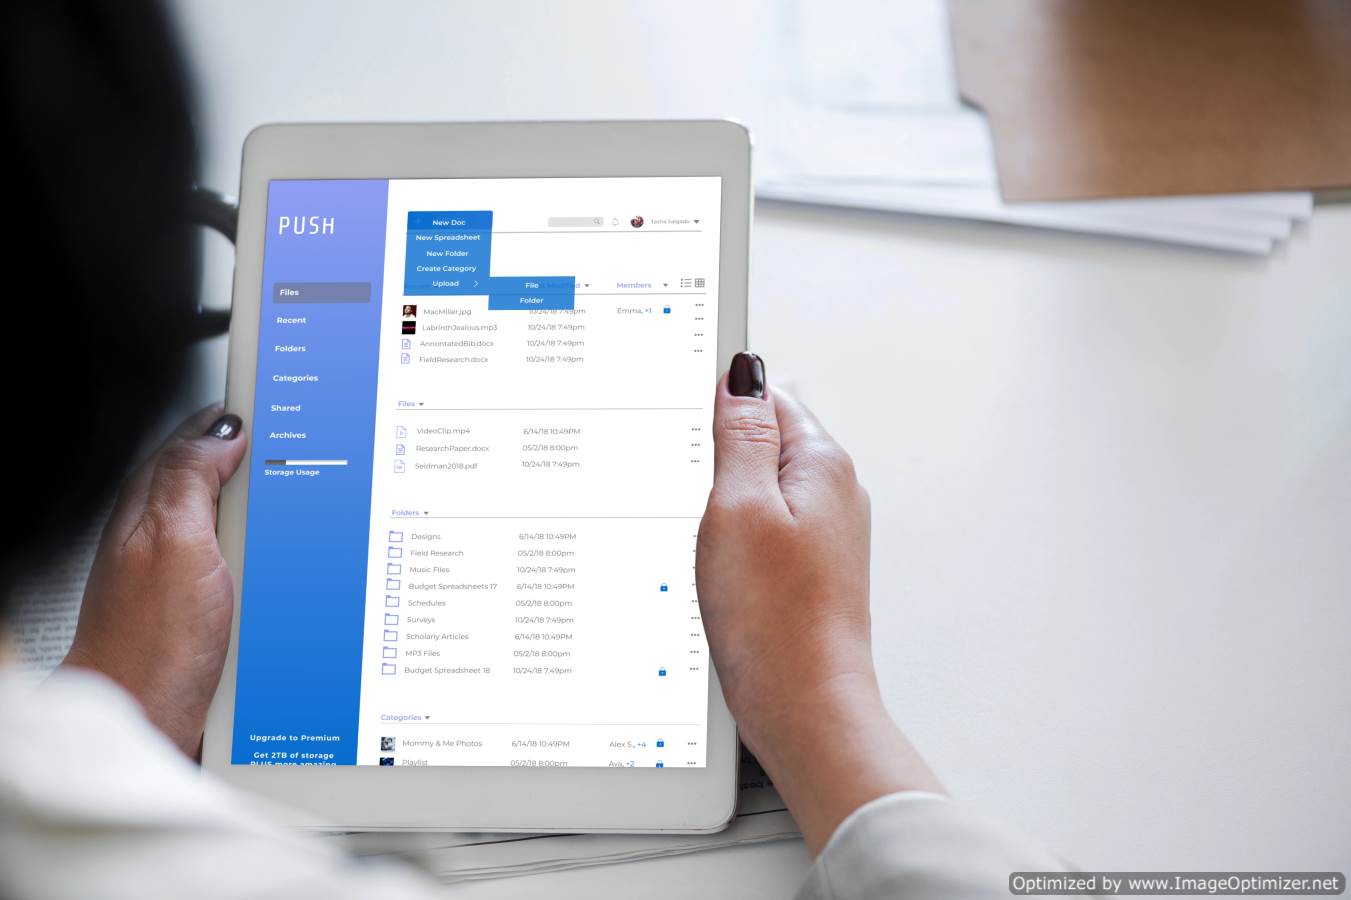 PUSH
Files
Recent
Folders
Categories
Shared
Archives
Storage Usage
Upgrade to Premium
Get 2TB of storage
PLUS more amazing
New Doc
New Spreadsheet
New Folder
Create Category
Upload
File
Folder
Tasha Salgado
Members
MacMiller.jpg 10/24/18 7:49pm Emma, +1
LabrinthJealous.mp3 10/24/18 7:49pm
AnnontatedBib.docx 10/24/18 7:49pm
FieldResearch.docx 10/24/18 7:49pm
Files
VideoClip.mp4 6/14/18 10:49PM
ResearchPaper.docx 05/2/18 8:00pm
Seidman2018.pdf 10/24/18 7:49pm
Folders
Designs 6/14/18 10:49PM
Field Research 05/2/18 8:00pm
Music Files 10/24/18 7:49pm
Budget Spreadsheets 17 6/14/18 10:49PM
Schedules 05/2/18 8:00pm
Surveys 10/24/18 7:49pm
Scholarly Articles 6/14/18 10:49PM
MP3 Files 05/2/18 8:00pm
Budget Spreadsheet 18 10/24/18 7:49pm
Categories
Mommy & Me Photos 6/14/18 10:49PM Alex S., +4
Playlist 05/2/18 8:00pm Ava, +2
Optimized by www.ImageOptimizer.net